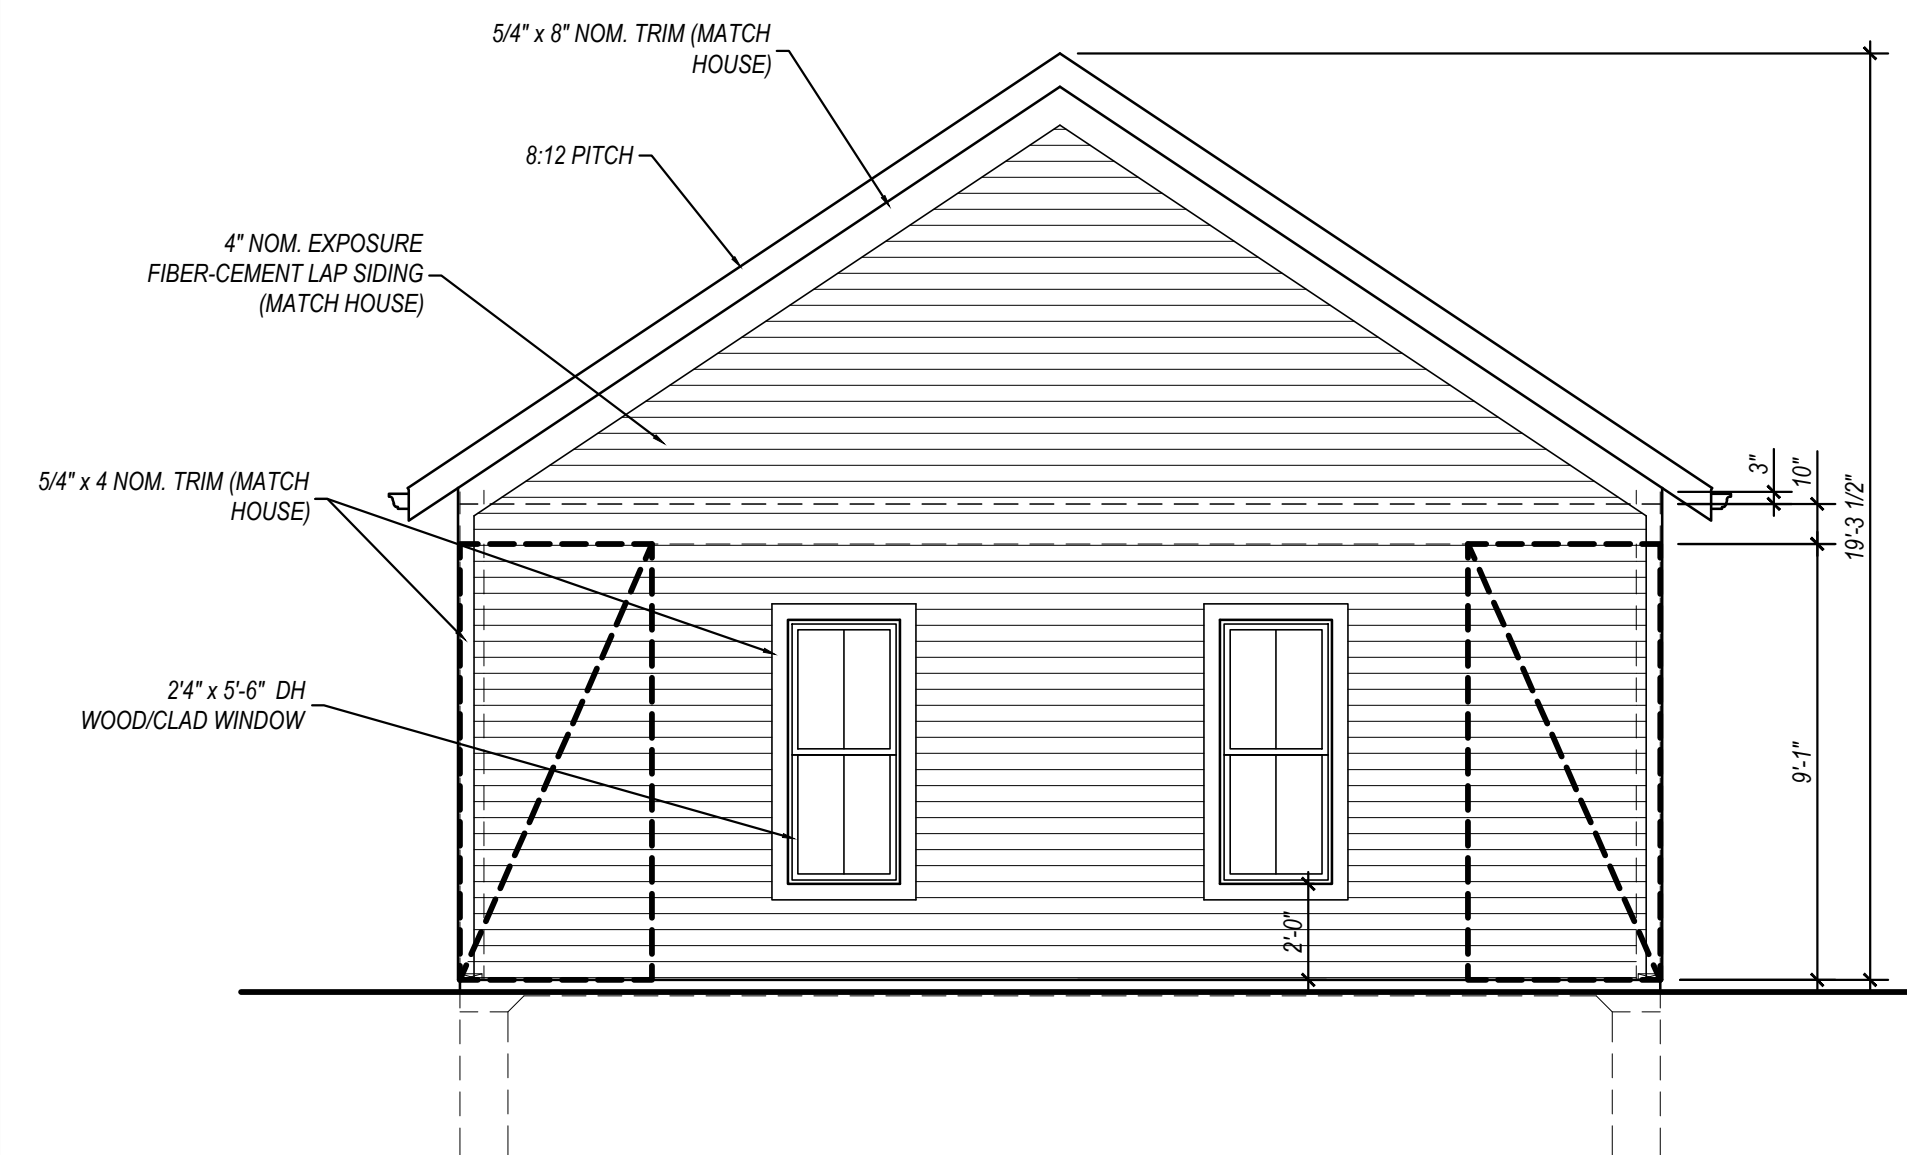 5/4" x 8" NOM. TRIM (MATCH
HOUSE)
8:12 PITCH
4" NOM. EXPOSURE
FIBER-CEMENT LAP SIDING
(MATCH HOUSE)
5/4" x 4 NOM. TRIM (MATCH
HOUSE)
2'4" x 5'-6" DH
WOOD/CLAD WINDOW
3"
10"
19'-3 1/2"
9'-1"
2'-0"